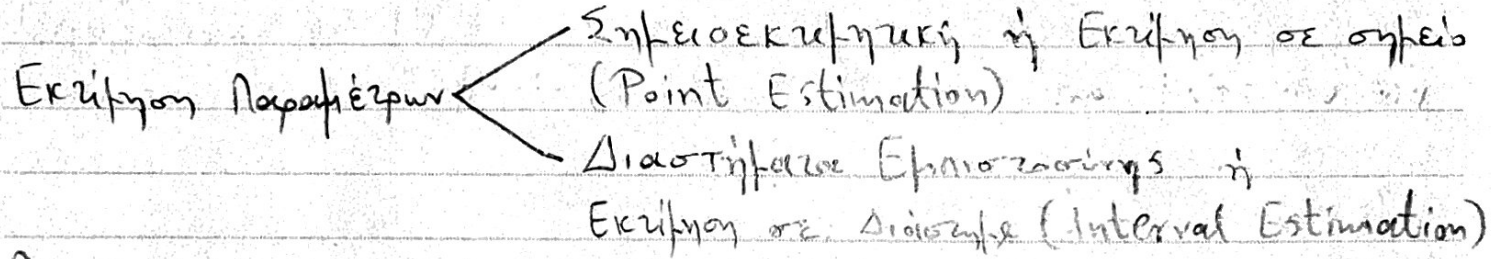 Σημειοεκτιμητική ή Εκτίμηση σε σημείο
Εκτίμηση Παραμέτρων
(Point Estimation)
Διαστήματα Εμπιστοσύνης ή
Εκτίμηση σε Διάστημα (Interval Estimation)